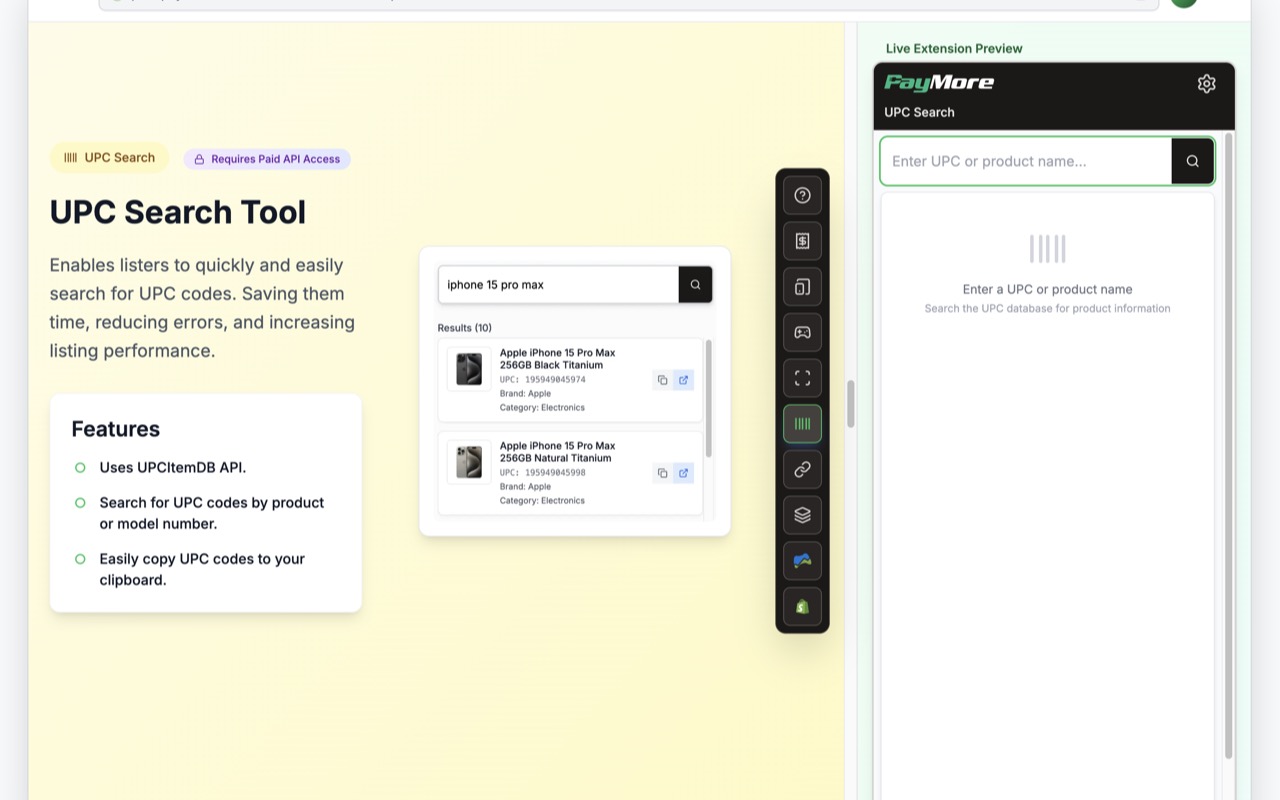 UPC Search
Requires Paid API Access
UPC Search Tool
Enables listers to quickly and easily
search for UPC codes. Saving them
time, reducing errors, and increasing
listing performance.
Features
Uses UPCItemDB API.
Search for UPC codes by product
or model number.
Easily copy UPC codes to your
clipboard.
iphone 15 pro max
Results (10)
Apple iPhone 15 Pro Max
256GB Black Titanium
UPC: 195949045974
Brand: Apple
Category: Electronics
Apple iPhone 15 Pro Max
256GB Natural Titanium
UPC: 195949045998
Brand: Apple
Category: Electronics
Live Extension Preview
PayMore
UPC Search
Enter UPC or product name...
Enter a UPC or product name
Search the UPC database for product information